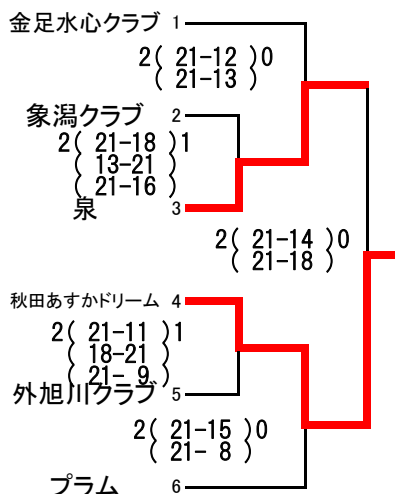 金足水心クラブ 1
2( 21-12 )0
( 21-13 )
象潟クラブ 2
2( 21-18 )1
( 13-21 )
( 21-16 )
泉 3
2( 21-14 )0
( 21-18 )
秋田あすかドリーム 4
2( 21-11 )1
( 18-21 )
( 21- 9 )
外旭川クラブ 5
2( 21-15 )0
( 21- 8 )
プラム 6